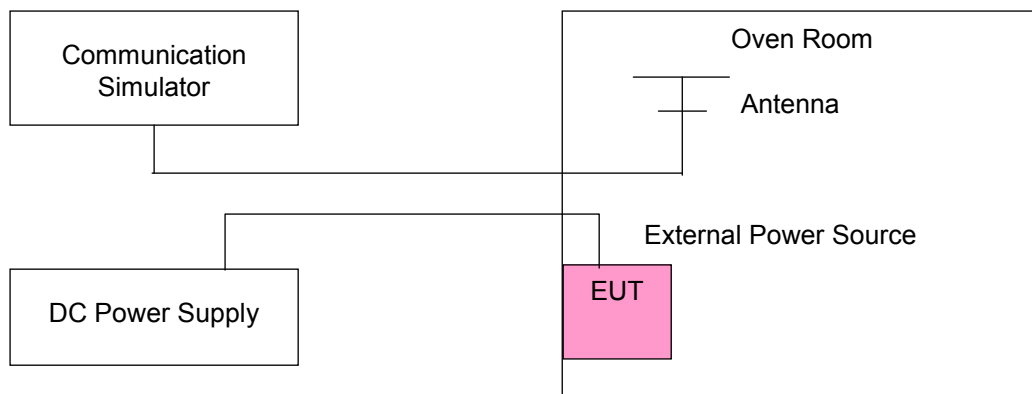 Communication
Simulator
Oven Room
Antenna
External Power Source
EUT
DC Power Supply